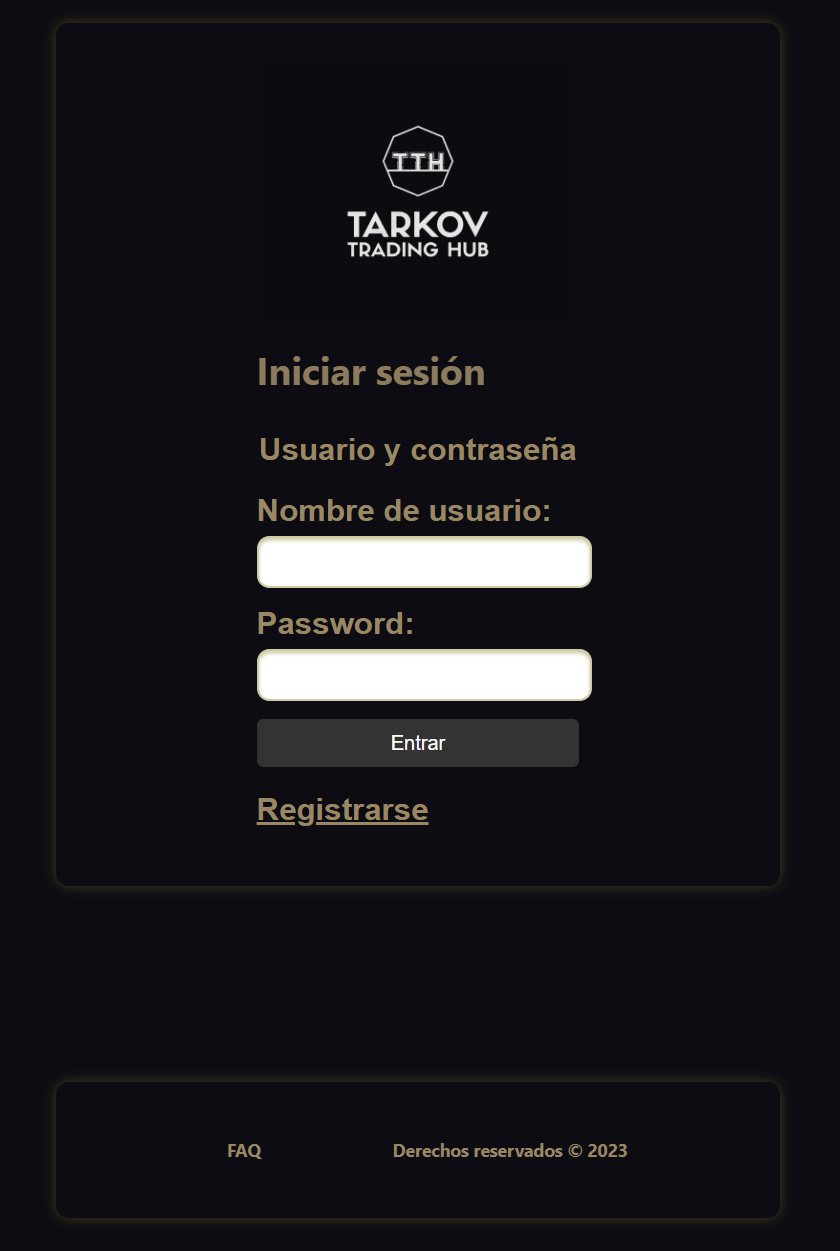 TTH
TARKOV
TRADING HUB
Iniciar sesión
Usuario y contraseña
Nombre de usuario:
Password:
Entrar
Registrarse
FAQ
Derechos reservados © 2023